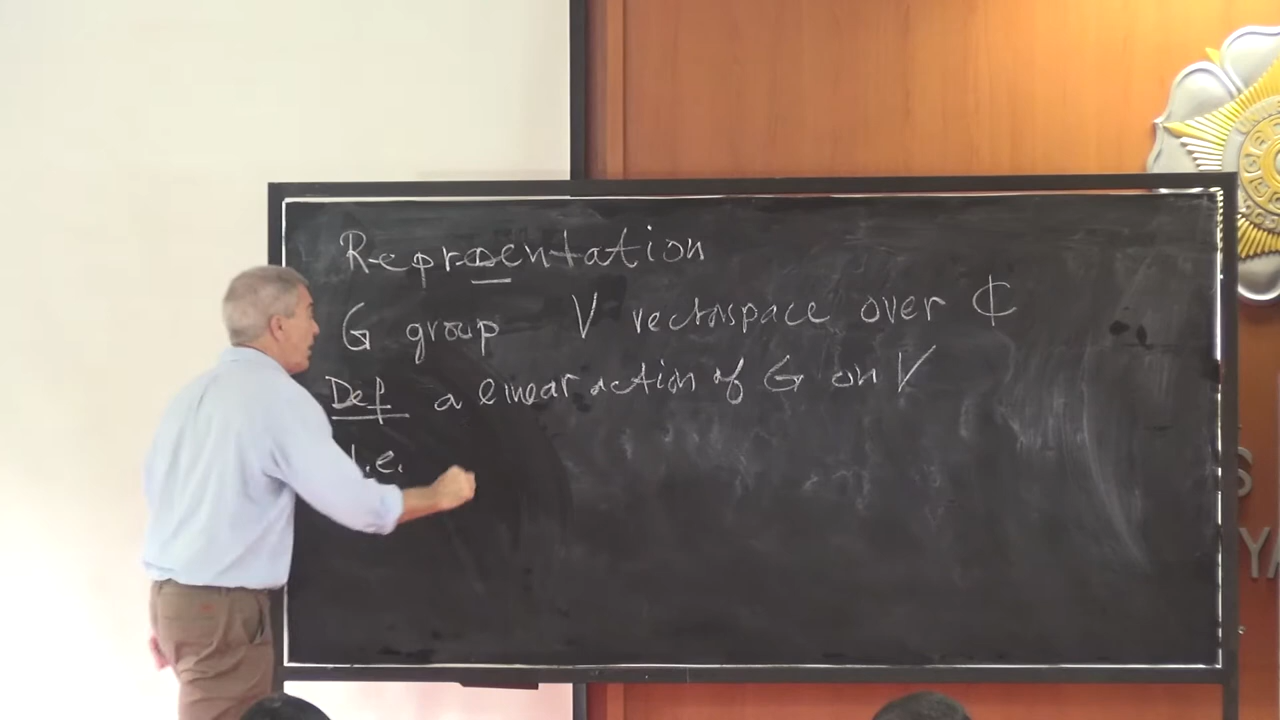 Representation
G group V vectorspace over ℂ
Def a linear action of G on V
i.e.